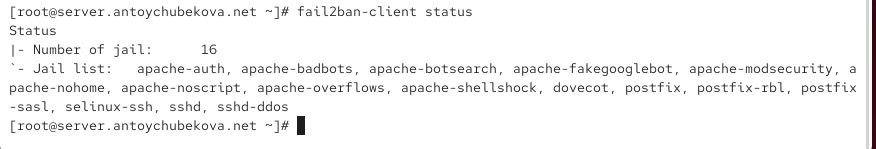 [root@server.antoychubekova.net ~]# fail2ban-client status
Status
|- Number of jail:      16
`- Jail list:   apache-auth, apache-badbots, apache-botsearch, apache-fakegooglebot, apache-modsecurity, a
pache-nohome, apache-noscript, apache-overflows, apache-shellshock, dovecot, postfix, postfix-rbl, postfix
-sasl, selinux-ssh, sshd, sshd-ddos
[root@server.antoychubekova.net ~]#